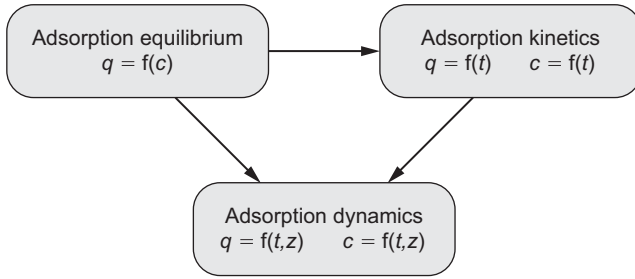 Adsorption equilibrium
q = f(c)
Adsorption kinetics
q = f(t) c = f(t)
Adsorption dynamics
q = f(t,z) c = f(t,z)